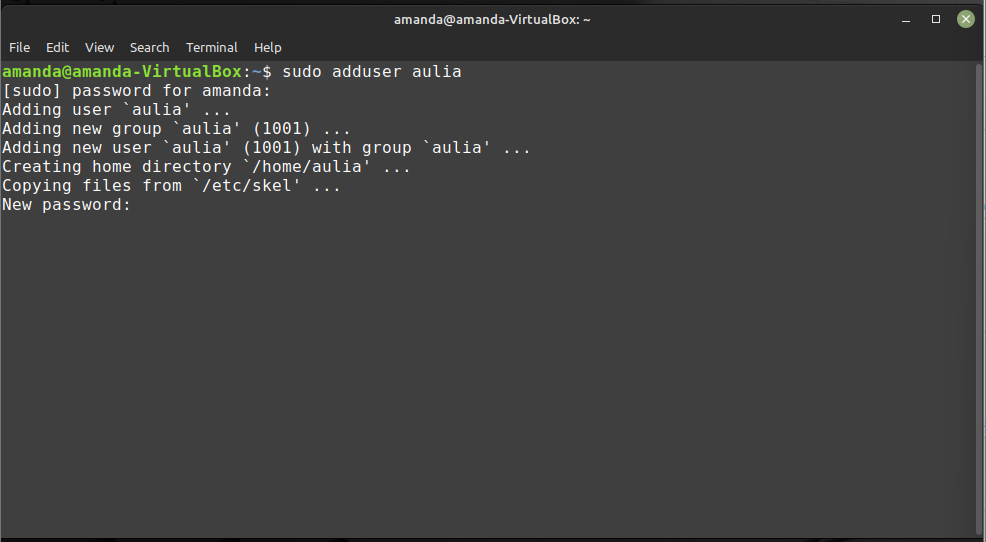 amanda@amanda-VirtualBox: ~
File Edit View Search Terminal Help
amanda@amanda-VirtualBox:~$ sudo adduser aulia
[sudo] password for amanda:
Adding user `aulia' ...
Adding new group `aulia' (1001) ...
Adding new user `aulia' (1001) with group `aulia' ...
Creating home directory `/home/aulia' ...
Copying files from `/etc/skel' ...
New password: